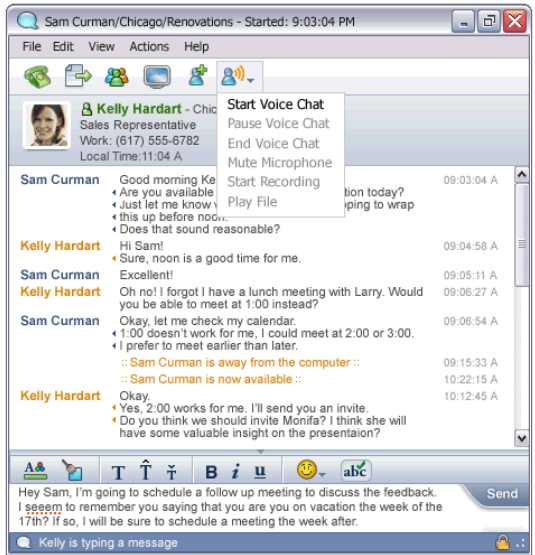 Sam Curman/Chicago/Renovations - Started: 9:03:04 PM
File Edit View Actions Help
Kelly Hardart - Chic
Sales Representative
Work: (617) 555-6782
Local Time:11:04 A
Start Voice Chat
Pause Voice Chat
End Voice Chat
Mute Microphone
Start Recording
Play File
Sam Curman Good morning Ke 09:03:04 A
Are you available tion today?
Just let me know ping to wrap
this up before noon.
Does that sound reasonable?
Kelly Hardart Hi Sam! 09:04:58 A
Sure, noon is a good time for me.
Sam Curman Excellent! 09:05:11 A
Kelly Hardart Oh no! I forgot I have a lunch meeting with Larry. Would 09:06:27 A
you be able to meet at 1:00 instead?
Sam Curman Okay, let me check my calendar. 09:06:54 A
1:00 doesn't work for me, I could meet at 2:00 or 3:00.
I prefer to meet earlier than later.
:: Sam Curman is away from the computer :: 09:15:33 A
:: Sam Curman is now available :: 10:22:15 A
Kelly Hardart Okay. 10:12:45 A
Yes, 2:00 works for me. I'll send you an invite.
Do you think we should invite Monifa? I think she will
have some valuable insight on the presentaion?
A& T T T B i u abc
Hey Sam, I'm going to schedule a follow up meeting to discuss the feedback.
I seeem to remember you saying that you are you on vacation the week of the
17th? If so, I will be sure to schedule a meeting the week after.
Send
Kelly is typing a message